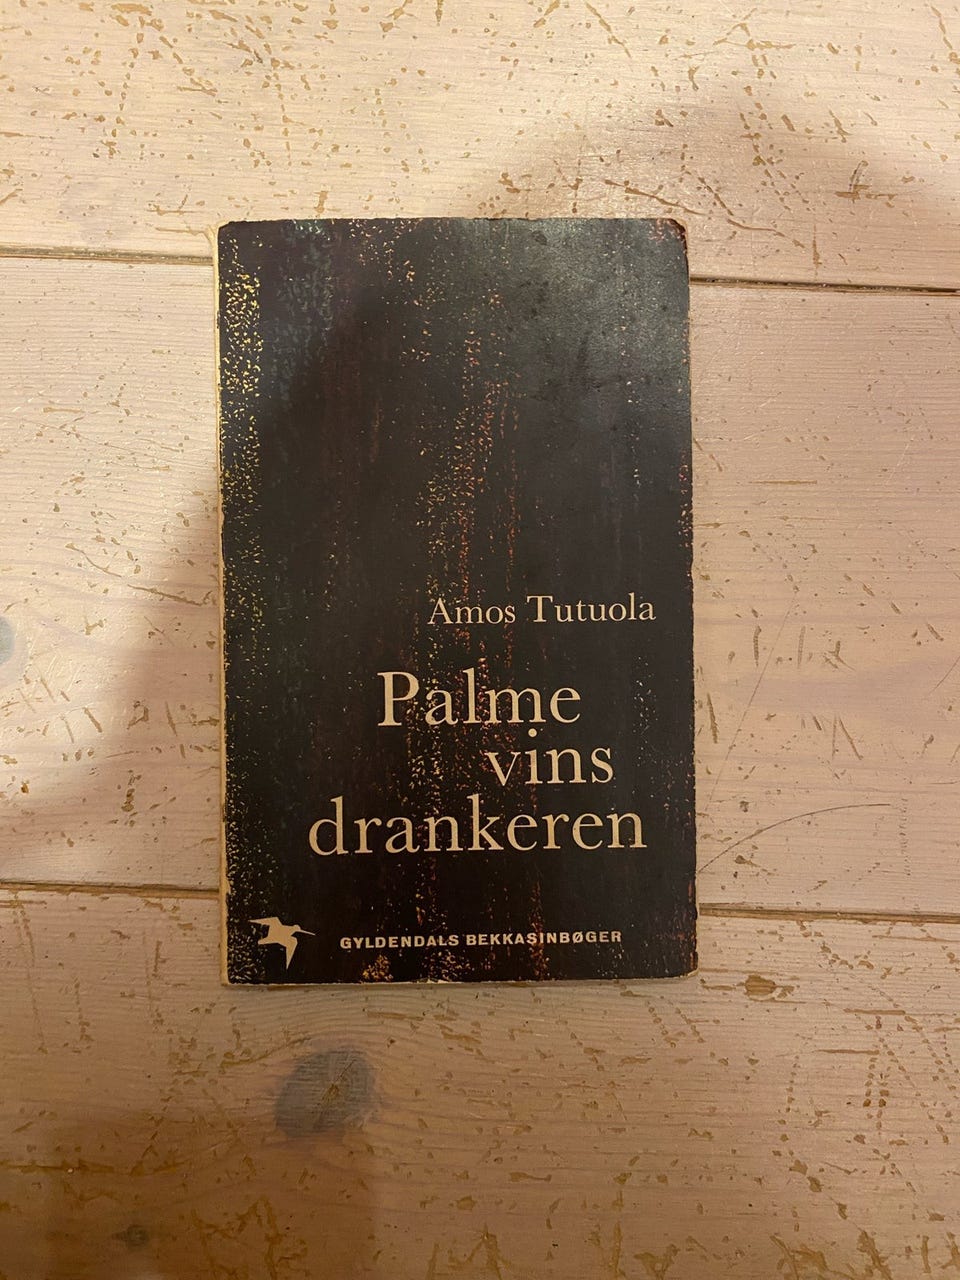 Amos Tutuola
Palme
vins
drankeren
GYLDENDALS BEKKASINBØGER